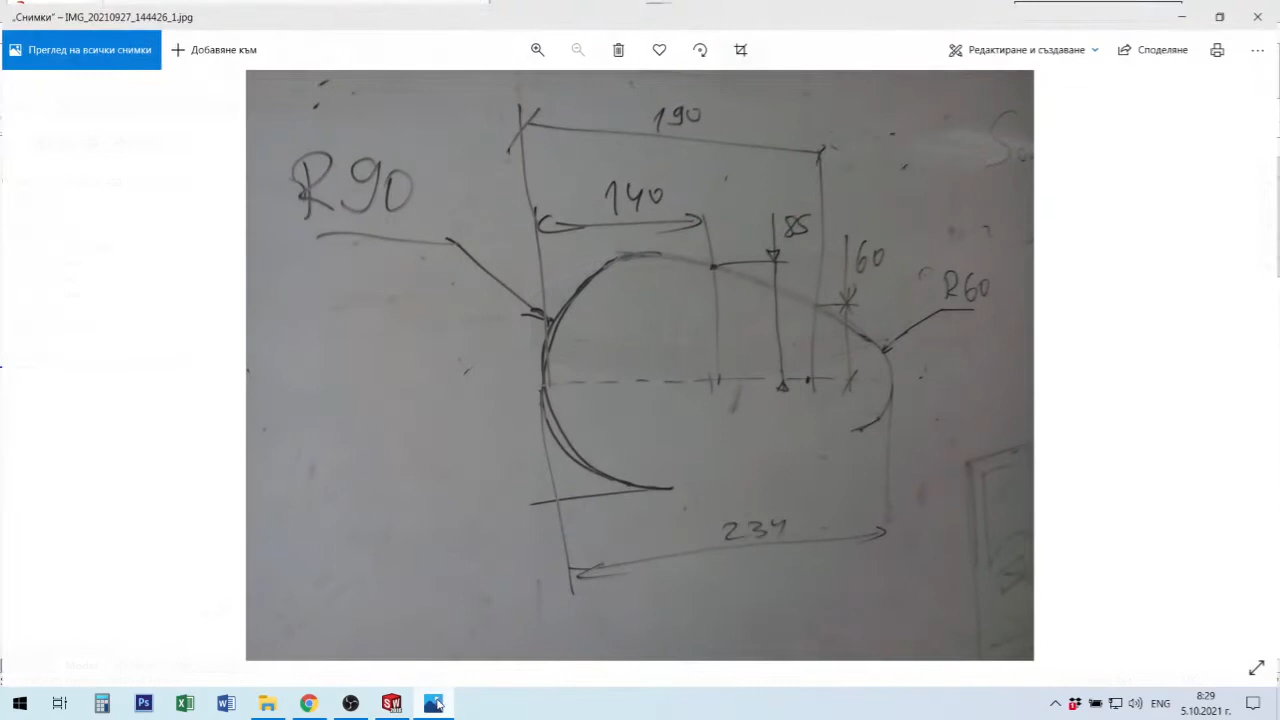 „Снимки“ – IMG_20210927_144426_1.jpg
Преглед на всички снимки
Добавяне към
Редактиране и създаване
Споделяне
190
R90
140
85
60
R60
234
8:29
ENG
5.10.2021 г.